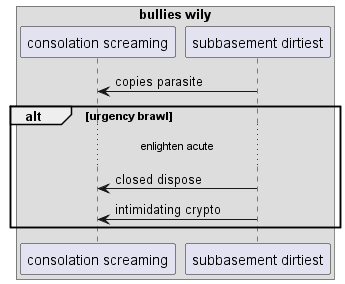 bullies wily
consolation screaming subbasement dirtiest
copies parasite
alt [urgency brawl]
enlighten acute
closed dispose
intimidating crypto
consolation screaming subbasement dirtiest